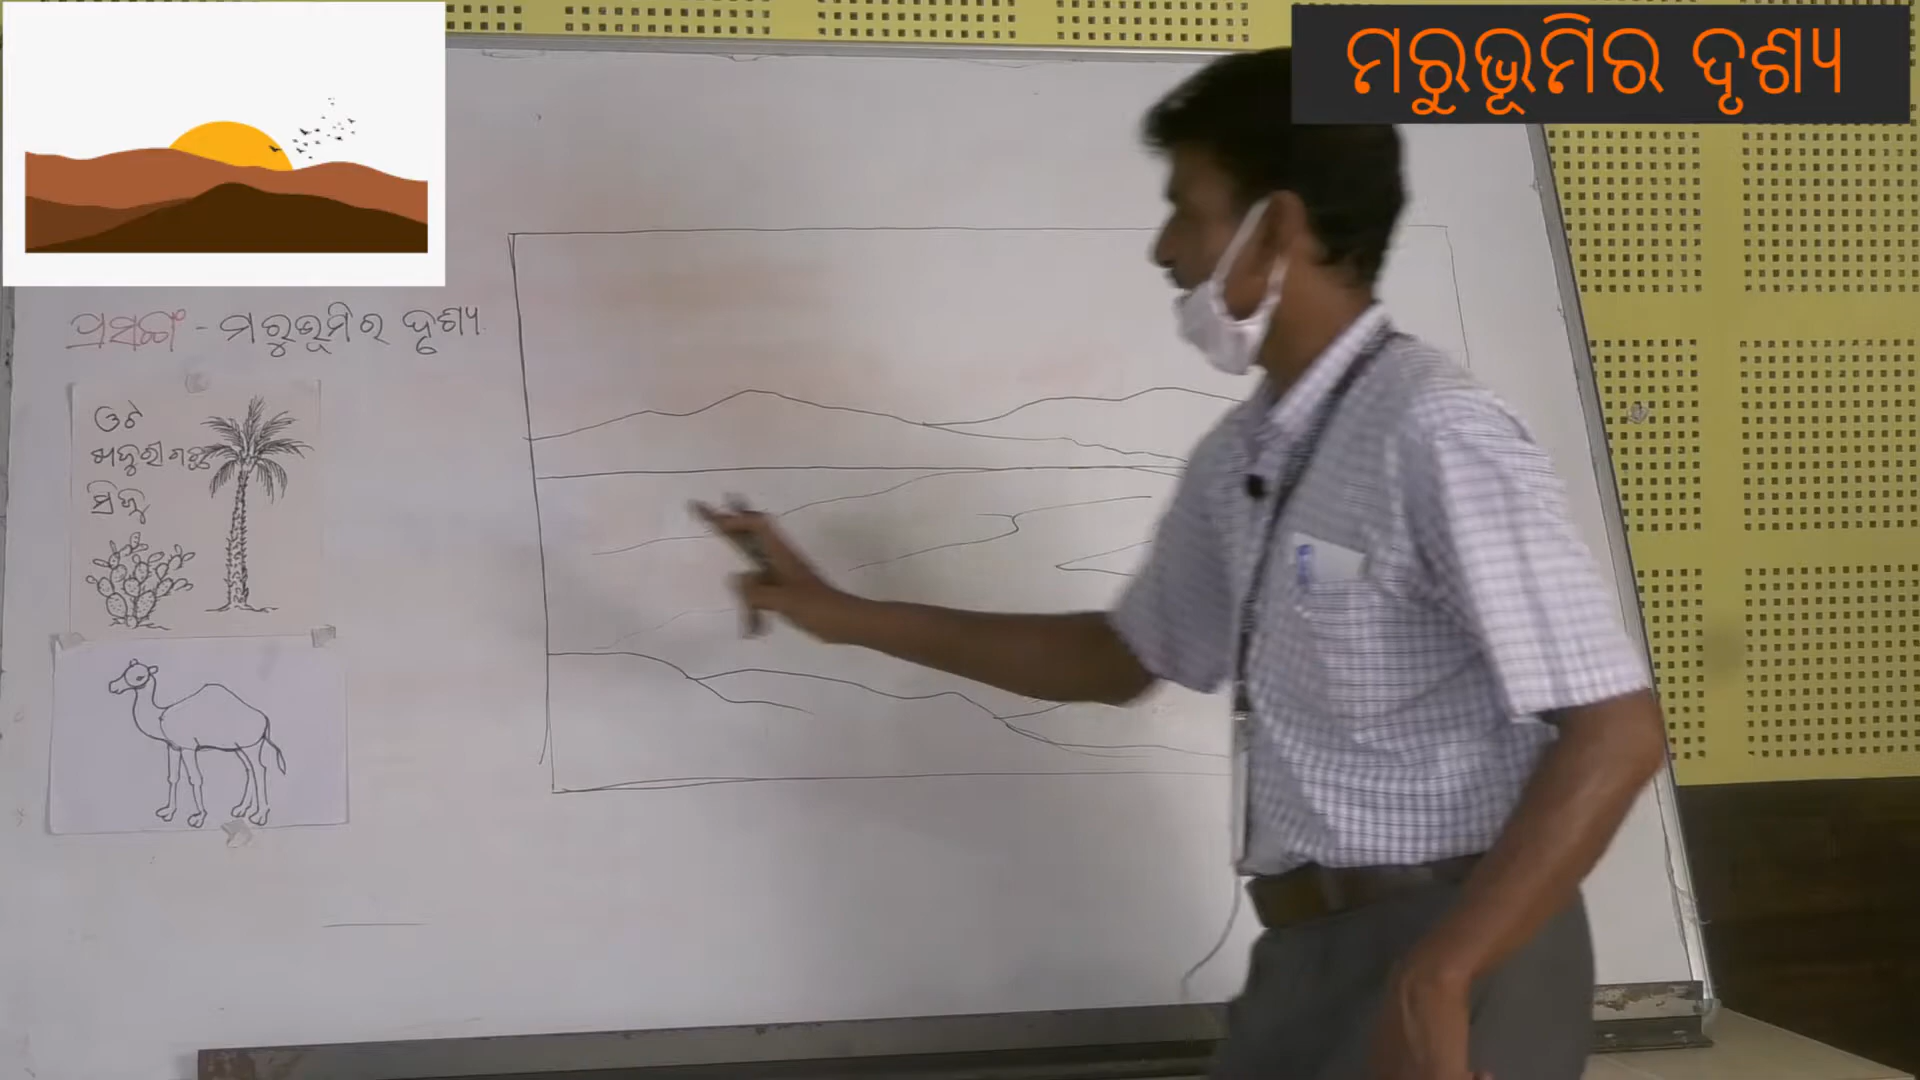 ମରୁଭୂମିର ଦୃଶ୍ୟ
ପ୍ରସଙ୍ଗ - ମରୁଭୂମିର ଦୃଶ୍ୟ
ଓଟ
ଖଜୁରୀ ଗଛ
ସିଜୁ